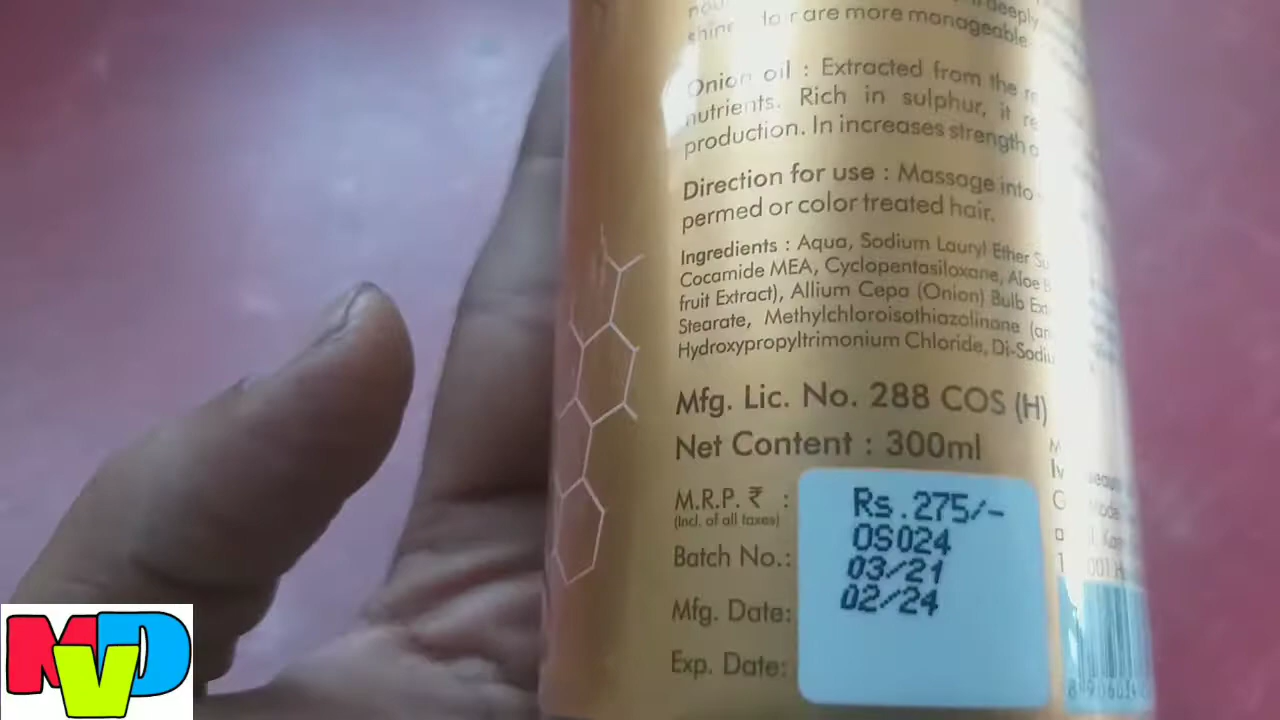 deeply
shine are more manageable
Onion oil : Extracted from the
nutrients. Rich in sulphur, it
production. In increases strength
Direction for use : Massage into
permed or color treated hair.
Ingredients : Aqua, Sodium Lauryl Ether
Cocamide MEA, Cyclopentasiloxane, Aloe
fruit Extract), Allium Cepa (Onion) Bulb
Stearate, Methylchloroisothiazolinone
Hydroxypropyltrimonium Chloride,
Mfg. Lic. No. 288 COS (H)
Net Content : 300ml
M.R.P. ₹ : Rs.275/-
(Incl. of all taxes)
Batch No.: OS024
Mfg. Date: 03/21
Exp. Date: 02/24
MVD